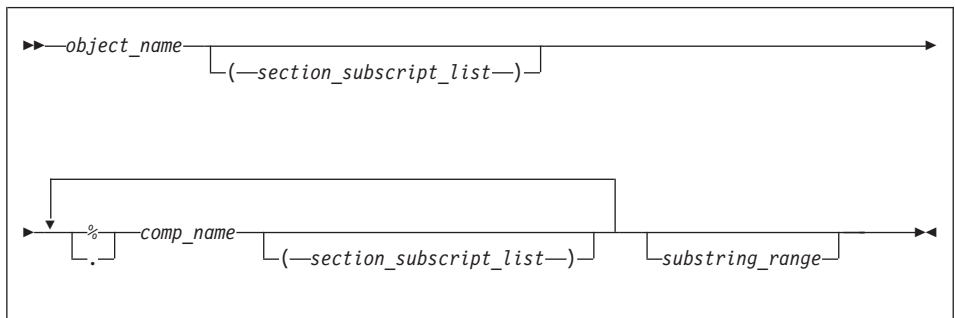 object_name
(section_subscript_list)
% comp_name
.
(section_subscript_list)
substring_range